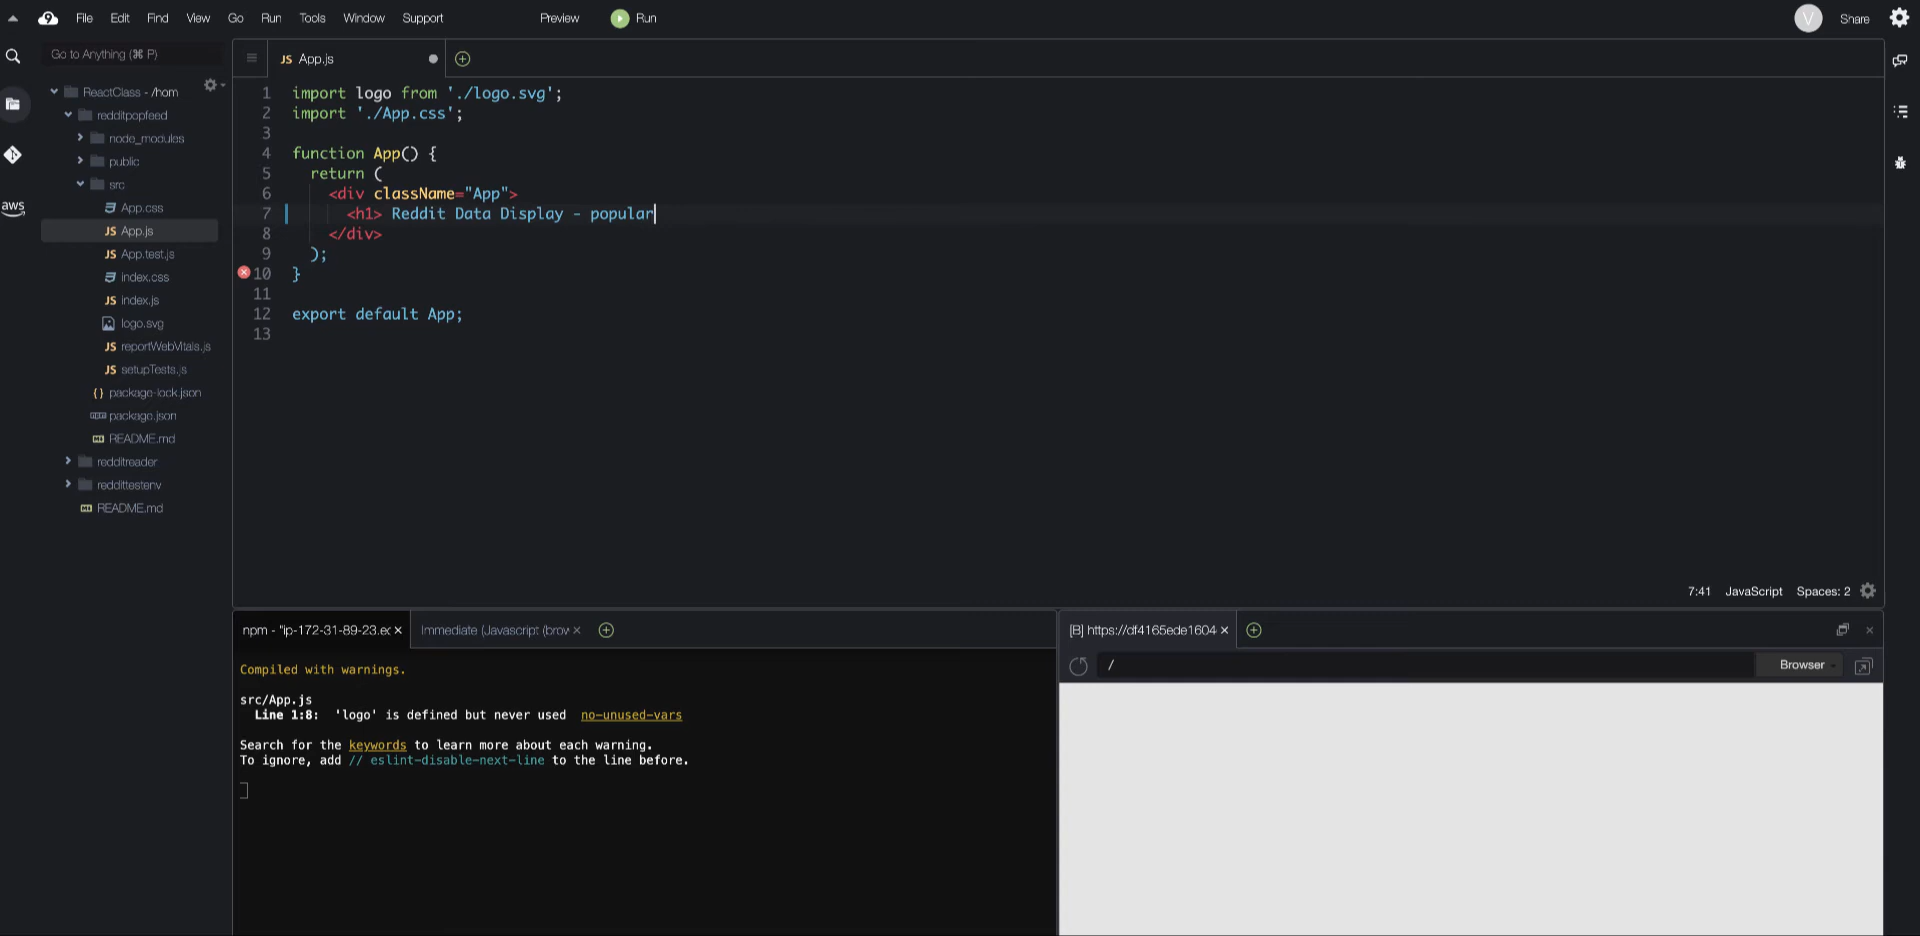 File Edit Find View Go Run Tools Window Support Preview Run V Share
Go to Anything (⌘ P)
ReactClass - /hom
redditpopfeed
node_modules
public
src
App.css
JS App.js
JS App.test.js
index.css
JS index.js
logo.svg
JS reportWebVitals.js
JS setupTests.js
{} package-lock.json
package.json
README.md
redditreader
reddittestenv
README.md
aws
JS App.js
1 import logo from './logo.svg';
2 import './App.css';
3
4 function App() {
5 return (
6 <div className="App">
7 <h1> Reddit Data Display - popular
8 </div>
9 );
10 }
11
12 export default App;
13
7:41 JavaScript Spaces: 2
npm - "ip-172-31-89-23.ec × Immediate (Javascript (brow ×
Compiled with warnings.
src/App.js
Line 1:8: 'logo' is defined but never used no-unused-vars
Search for the keywords to learn more about each warning.
To ignore, add // eslint-disable-next-line to the line before.
[B] https://df4165ede1604 ×
/ Browser